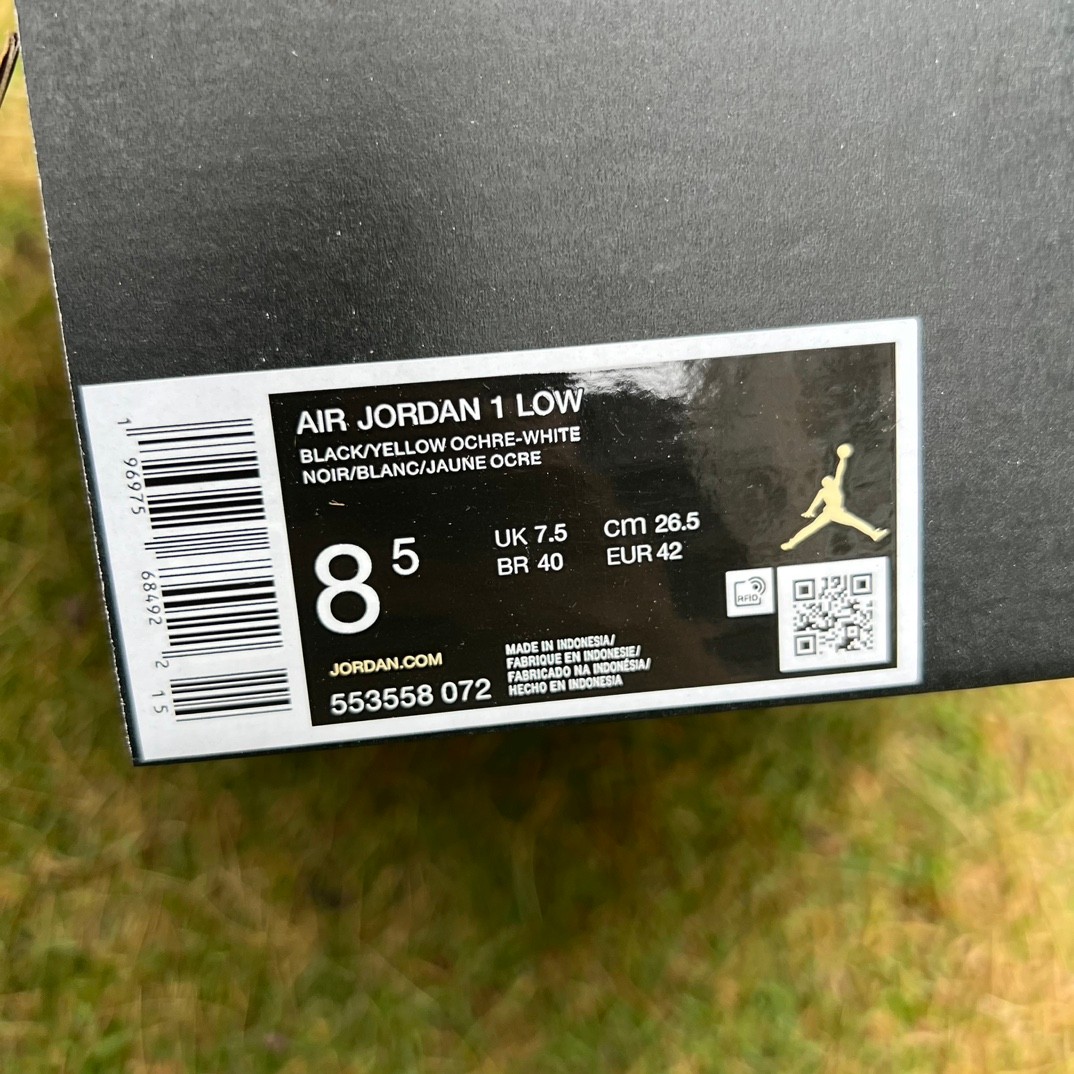 AIR JORDAN 1 LOW
BLACK/YELLOW OCHRE-WHITE
NOIR/BLANC/JAUNE OCRE
8 5
UK 7.5 cm 26.5
BR 40 EUR 42
RFID
JORDAN.COM
553558 072
MADE IN INDONESIA/
FABRIQUE EN INDONESIE/
FABRICADO NA INDONÉSIA/
HECHO EN INDONESIA
1 96975 68492 2 15